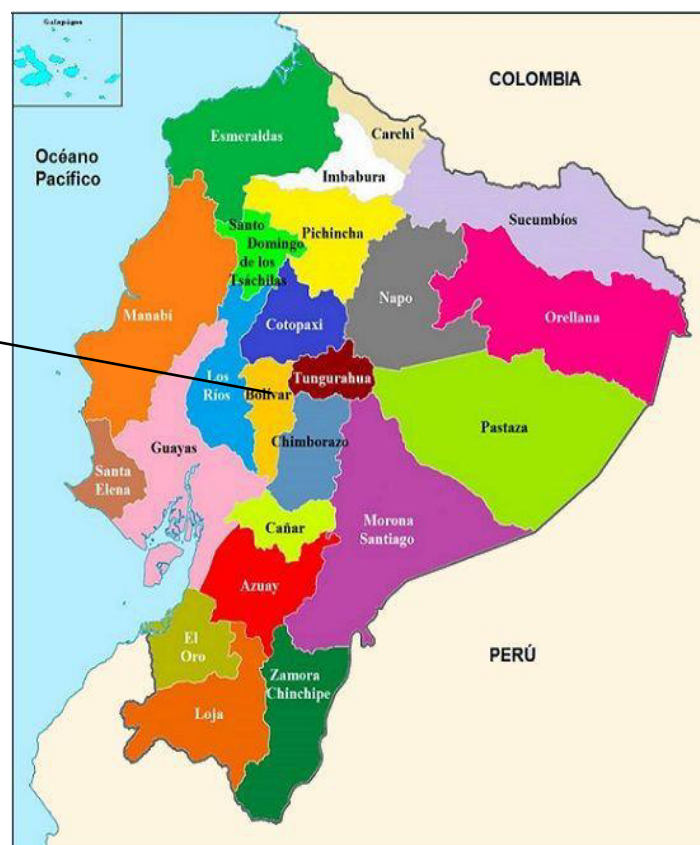 Galápagos
COLOMBIA
Océano
Pacífico
Esmeraldas
Carchi
Imbabura
Sucumbíos
Santo
Domingo
de los
Tsáchilas
Pichincha
Napo
Orellana
Manabí
Cotopaxi
Los
Ríos
Bolívar
Tungurahua
Pastaza
Guayas
Chimborazo
Santa
Elena
Cañar
Morona
Santiago
Azuay
El
Oro
PERÚ
Zamora
Chinchipe
Loja